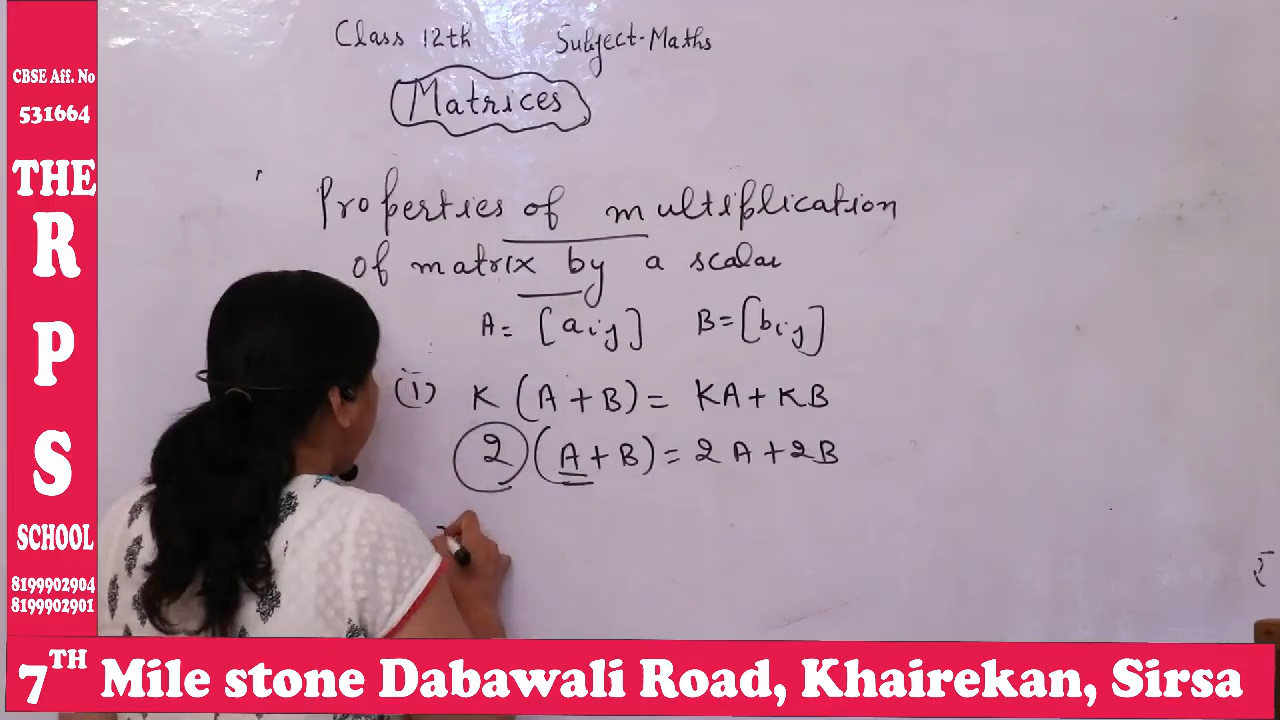 CBSE Aff. No
531664
THE
R
P
S
SCHOOL
8199902904
8199902901
Class 12th Subject-Maths
Matrices
Properties of multiplication
of matrix by a scalar
A = [aij] B = [bij]
(i) K (A + B) = KA + KB
2 (A + B) = 2A + 2B
7TH Mile stone Dabawali Road, Khairekan, Sirsa